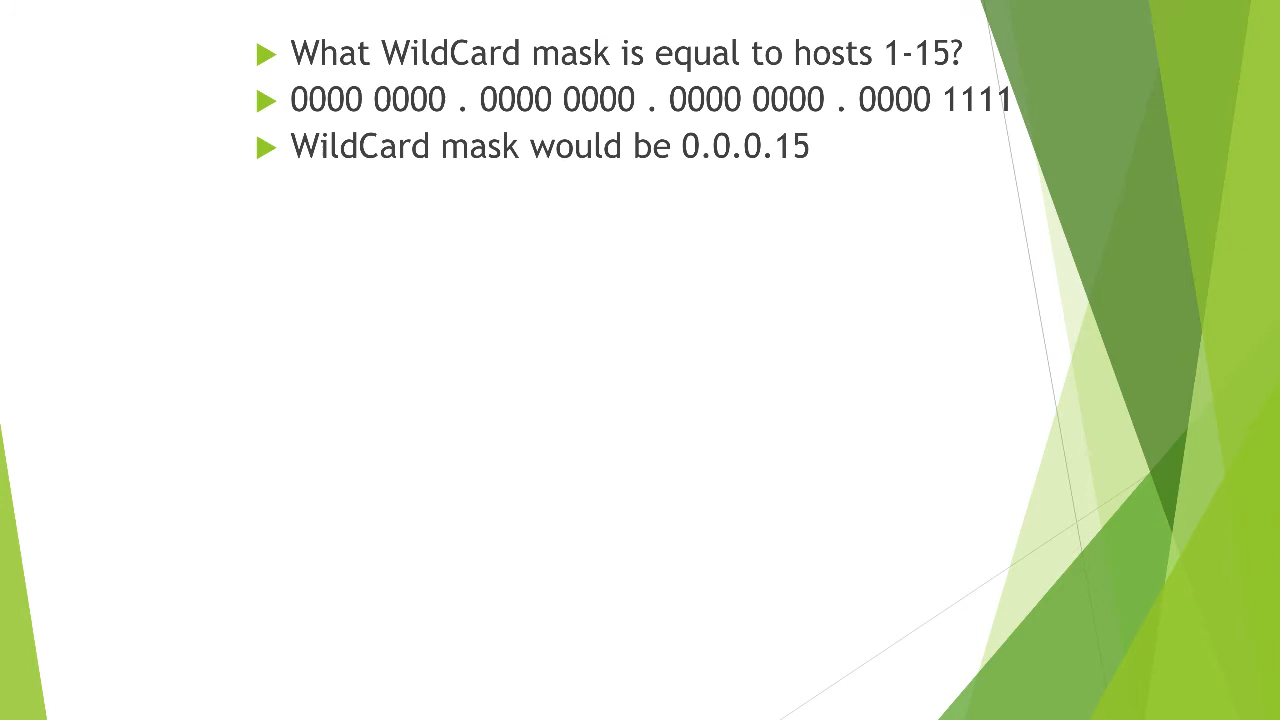 What WildCard mask is equal to hosts 1-15?
0000 0000 . 0000 0000 . 0000 0000 . 0000 1111
WildCard mask would be 0.0.0.15